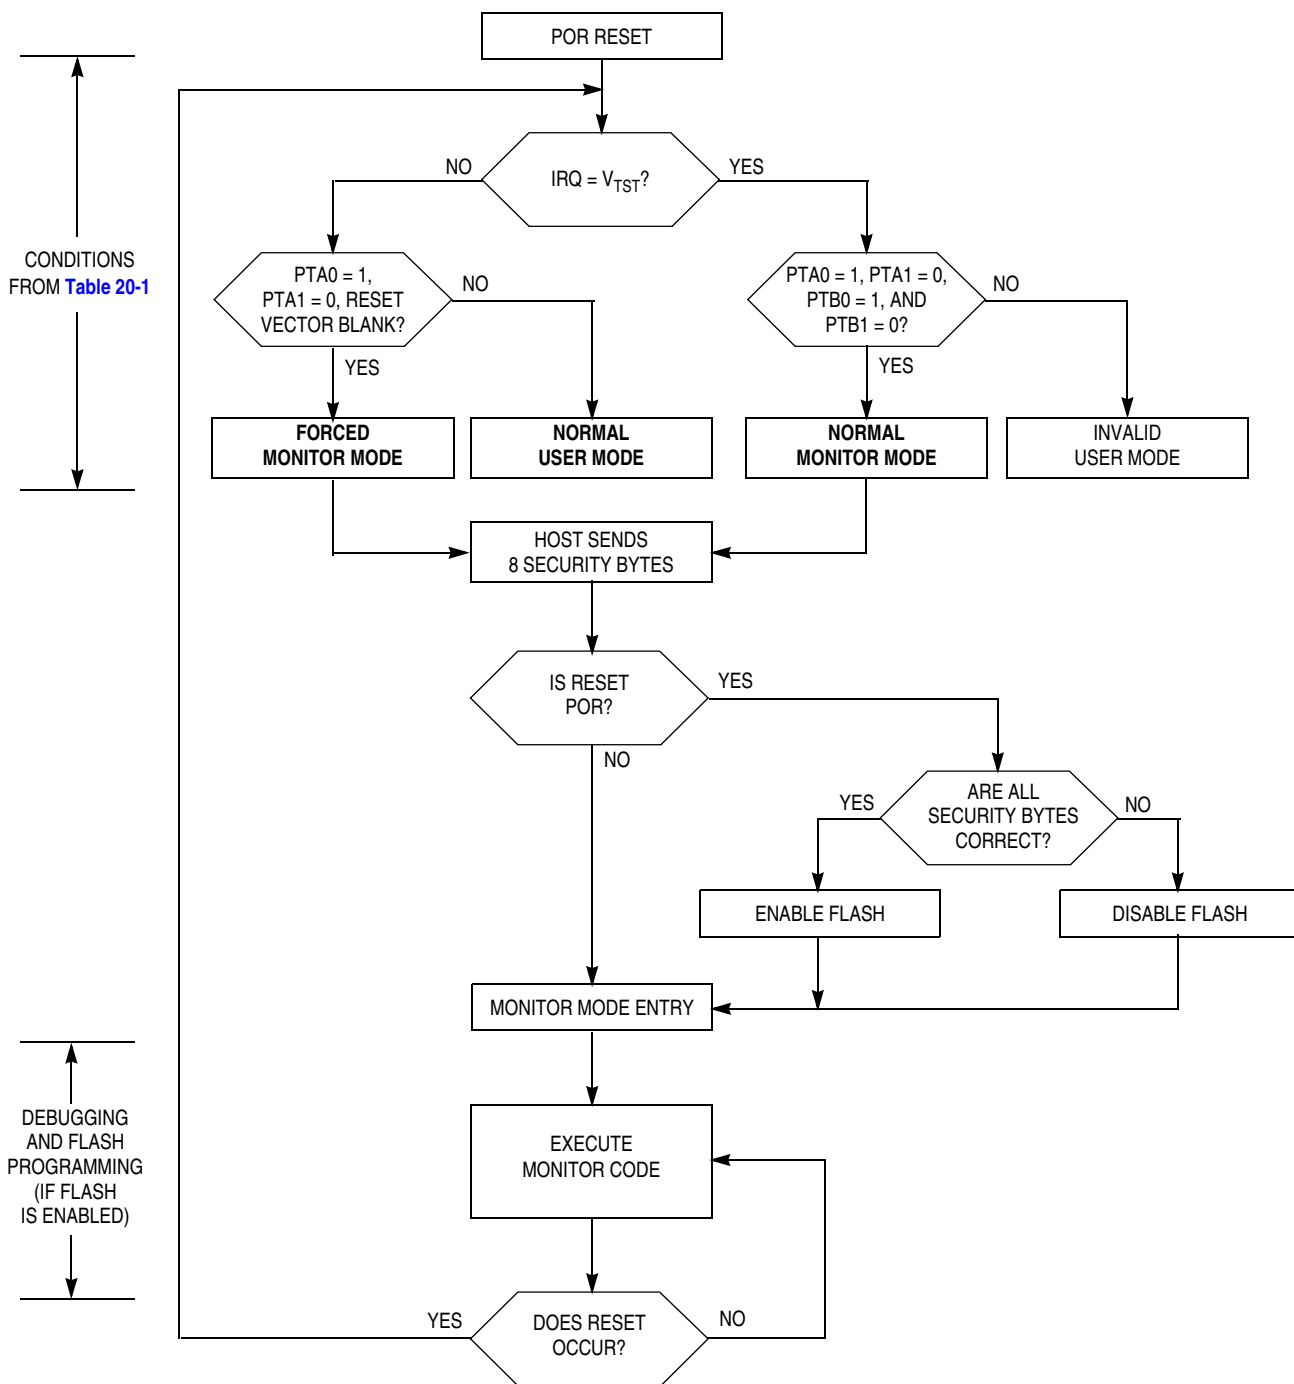 POR RESET
IRQ = VTST?
NO
YES
CONDITIONS
FROM Table 20-1
PTA0 = 1,
PTA1 = 0, RESET
VECTOR BLANK?
NO
YES
PTA0 = 1, PTA1 = 0,
PTB0 = 1, AND
PTB1 = 0?
NO
YES
FORCED
MONITOR MODE
NORMAL
USER MODE
NORMAL
MONITOR MODE
INVALID
USER MODE
HOST SENDS
8 SECURITY BYTES
IS RESET
POR?
YES
NO
ARE ALL
SECURITY BYTES
CORRECT?
YES
NO
ENABLE FLASH
DISABLE FLASH
MONITOR MODE ENTRY
DEBUGGING
AND FLASH
PROGRAMMING
(IF FLASH
IS ENABLED)
EXECUTE
MONITOR CODE
DOES RESET
OCCUR?
YES
NO